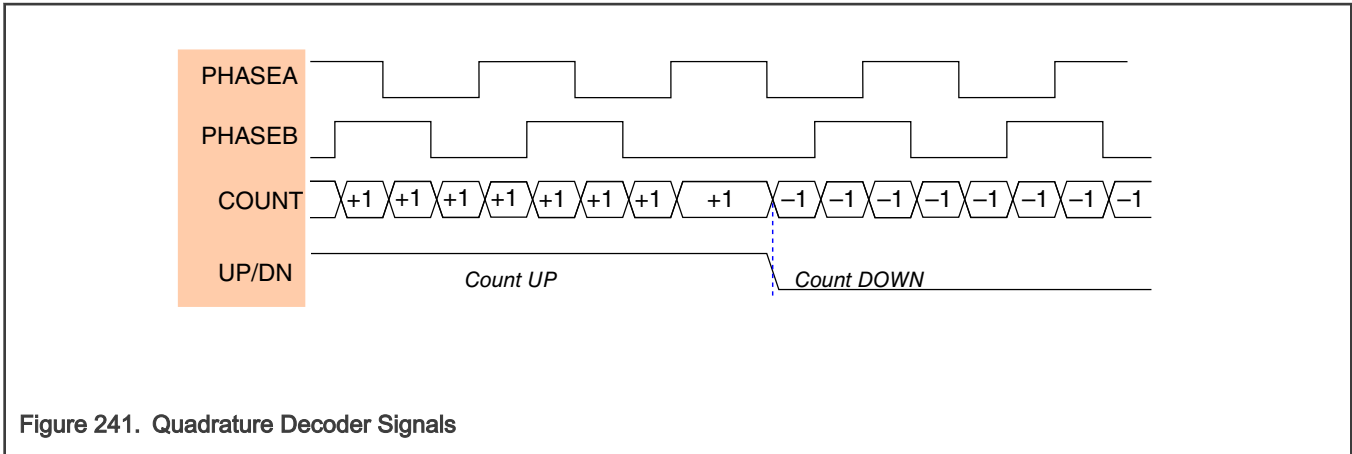 PHASEA
PHASEB
COUNT +1 +1 +1 +1 +1 +1 +1 +1 −1 −1 −1 −1 −1 −1 −1 −1
UP/DN Count UP Count DOWN
Figure 241. Quadrature Decoder Signals